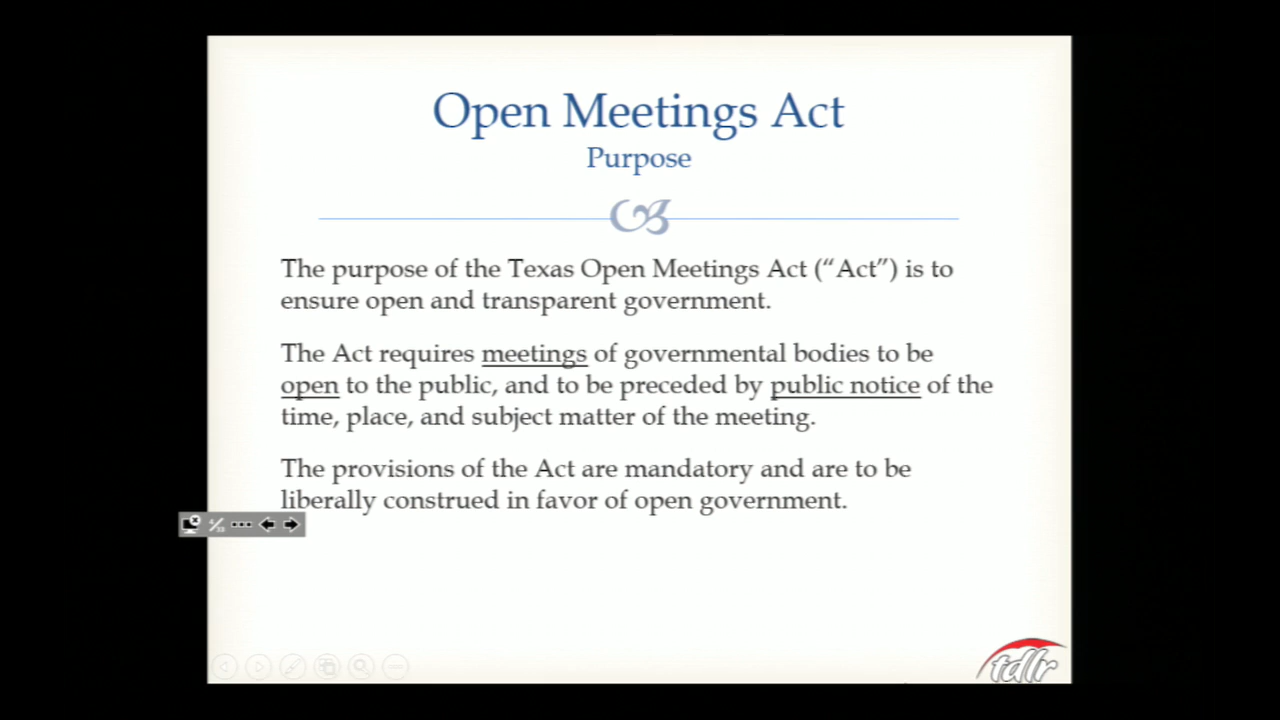 Open Meetings Act
Purpose
The purpose of the Texas Open Meetings Act (“Act”) is to
ensure open and transparent government.
The Act requires meetings of governmental bodies to be
open to the public, and to be preceded by public notice of the
time, place, and subject matter of the meeting.
The provisions of the Act are mandatory and are to be
liberally construed in favor of open government.
tdlr